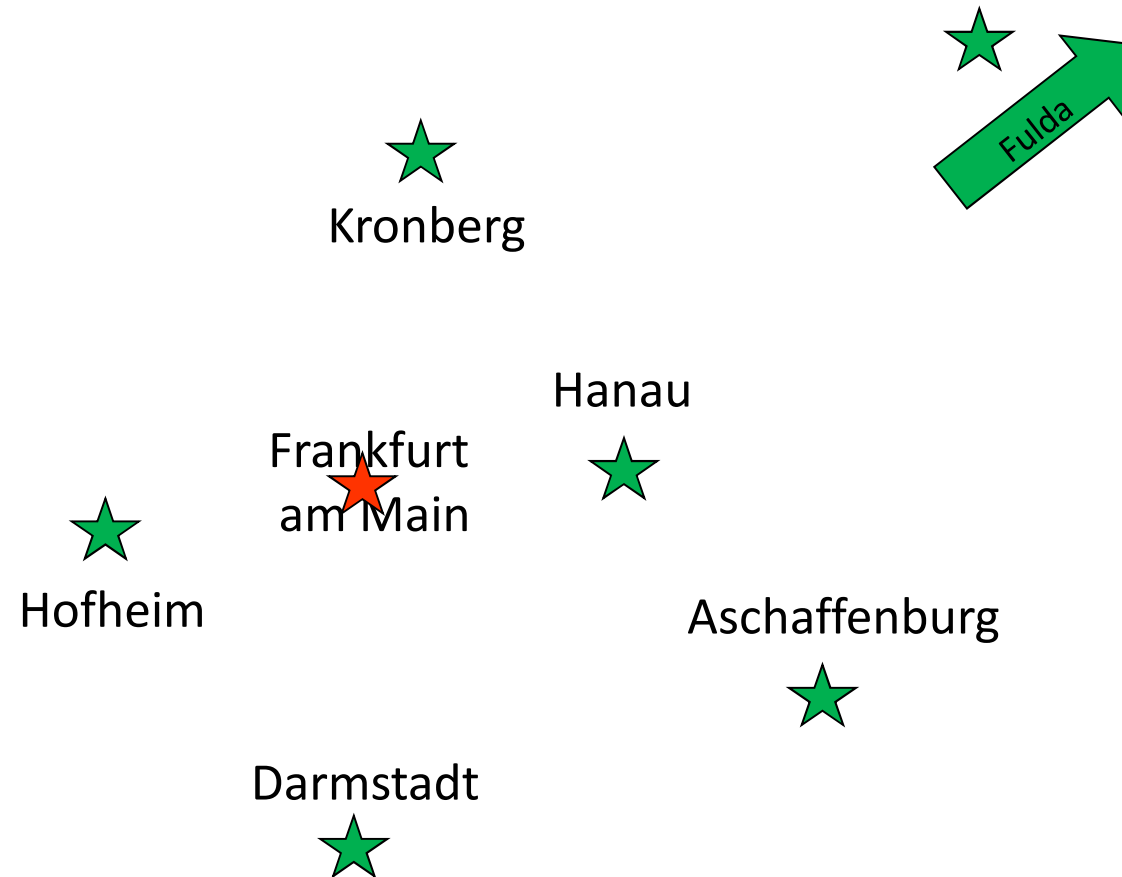 Fulda
Kronberg
Hanau
Frankfurt
am Main
Hofheim
Aschaffenburg
Darmstadt